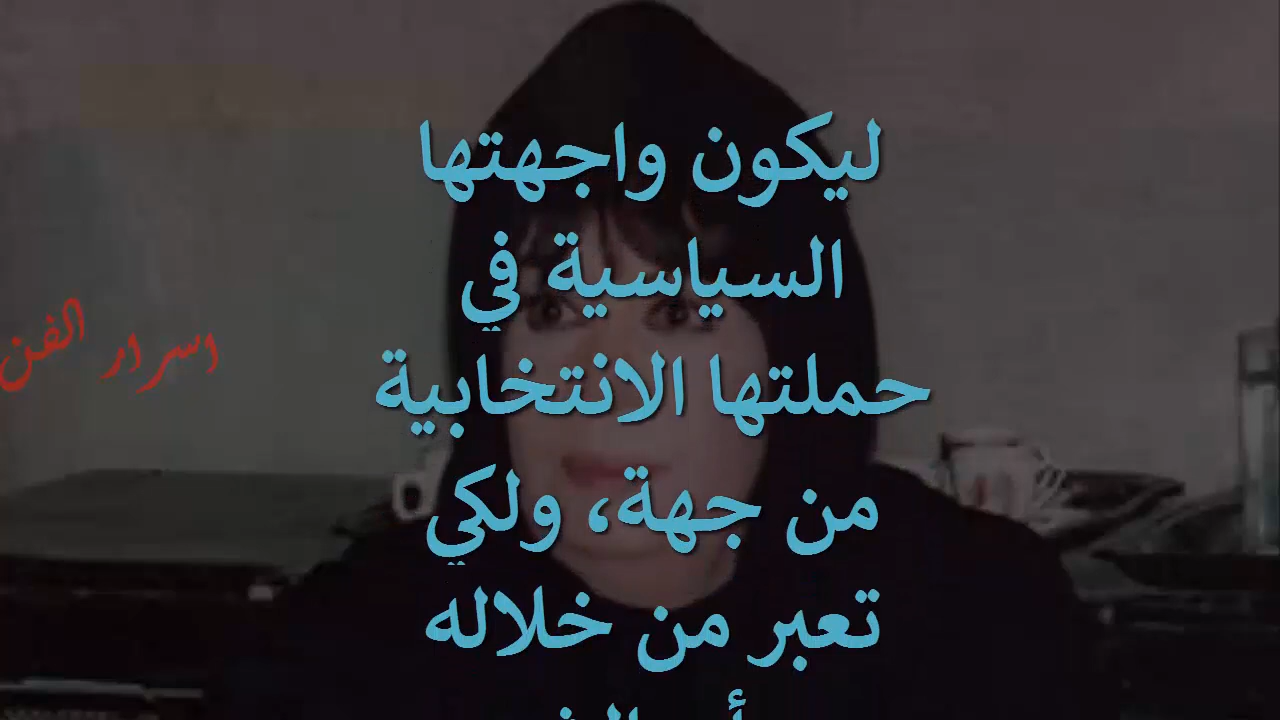 ليكون واجهتها
السياسية في
حملتها الانتخابية
من جهة، ولكي
تعبر من خلاله
اسرار الفن